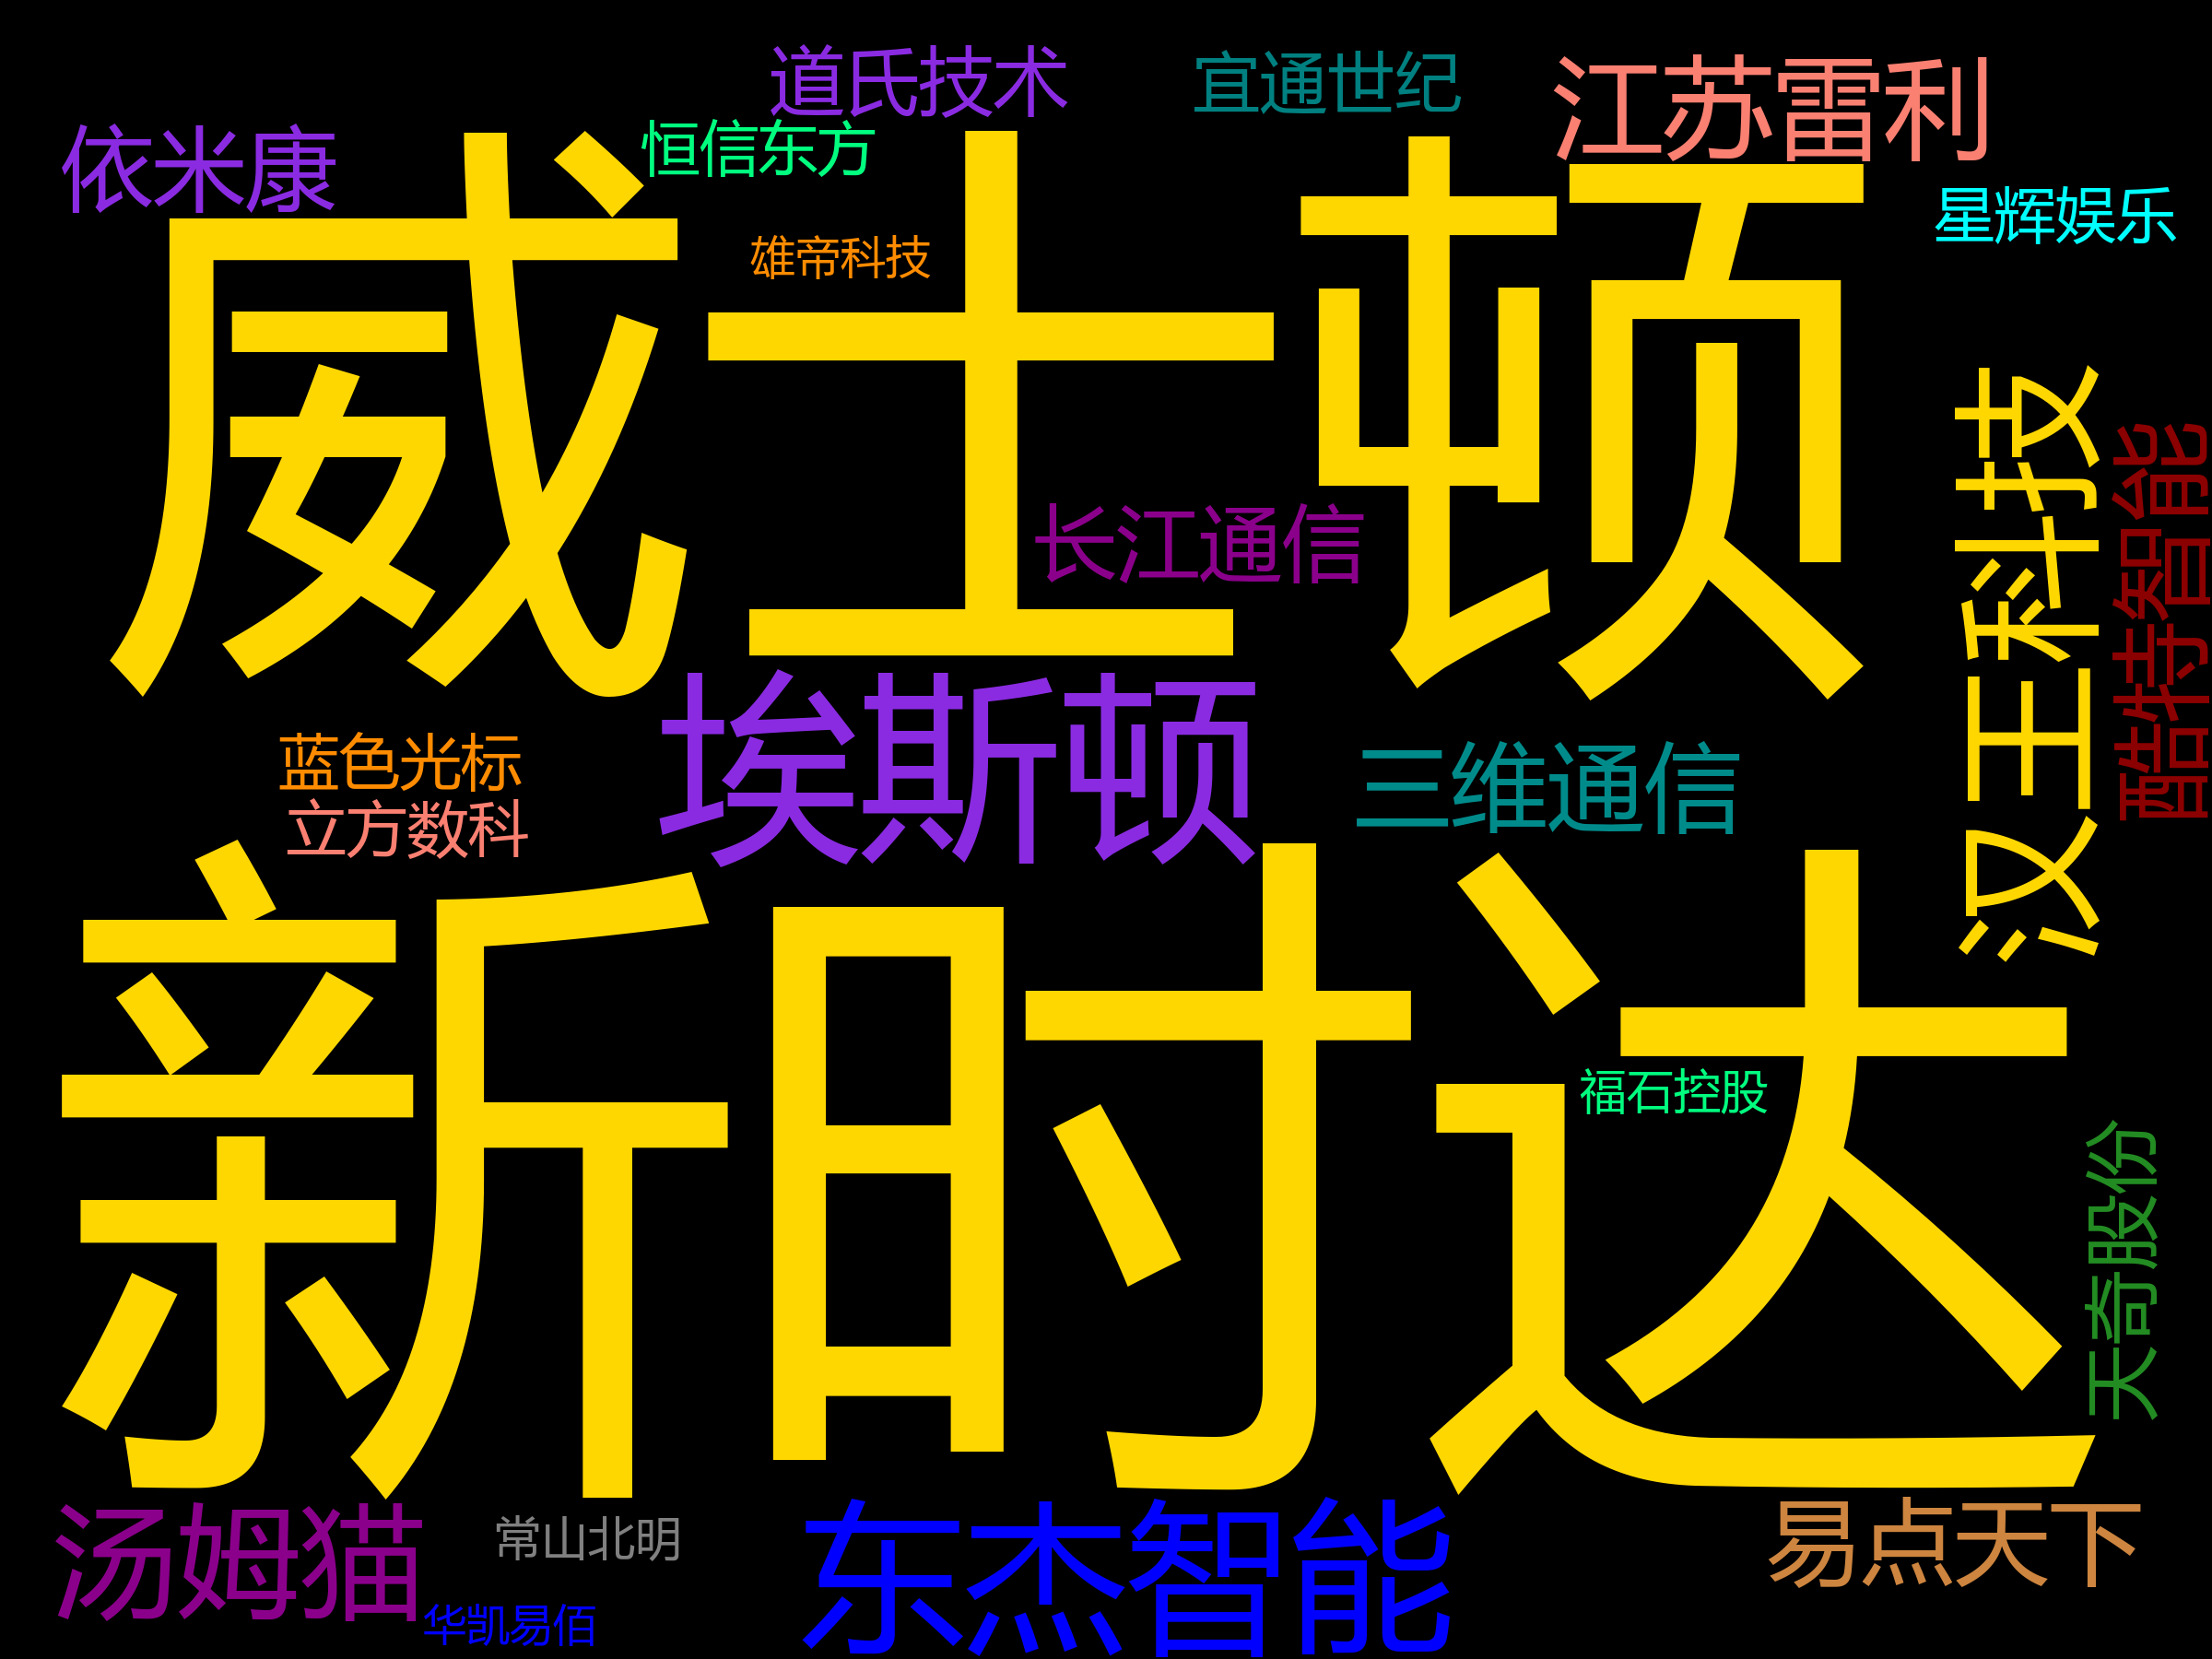 道氏技术
宜通世纪
江苏雷利
依米康
恒信东方
星辉娱乐
雄帝科技
威士顿
长江通信
汉王科技
酷特智能
埃斯顿
蓝色光标
三维通信
立方数科
新时达
福石控股
天奇股份
汤姆猫
常山北明
东杰智能
易点天下
华凯易佰